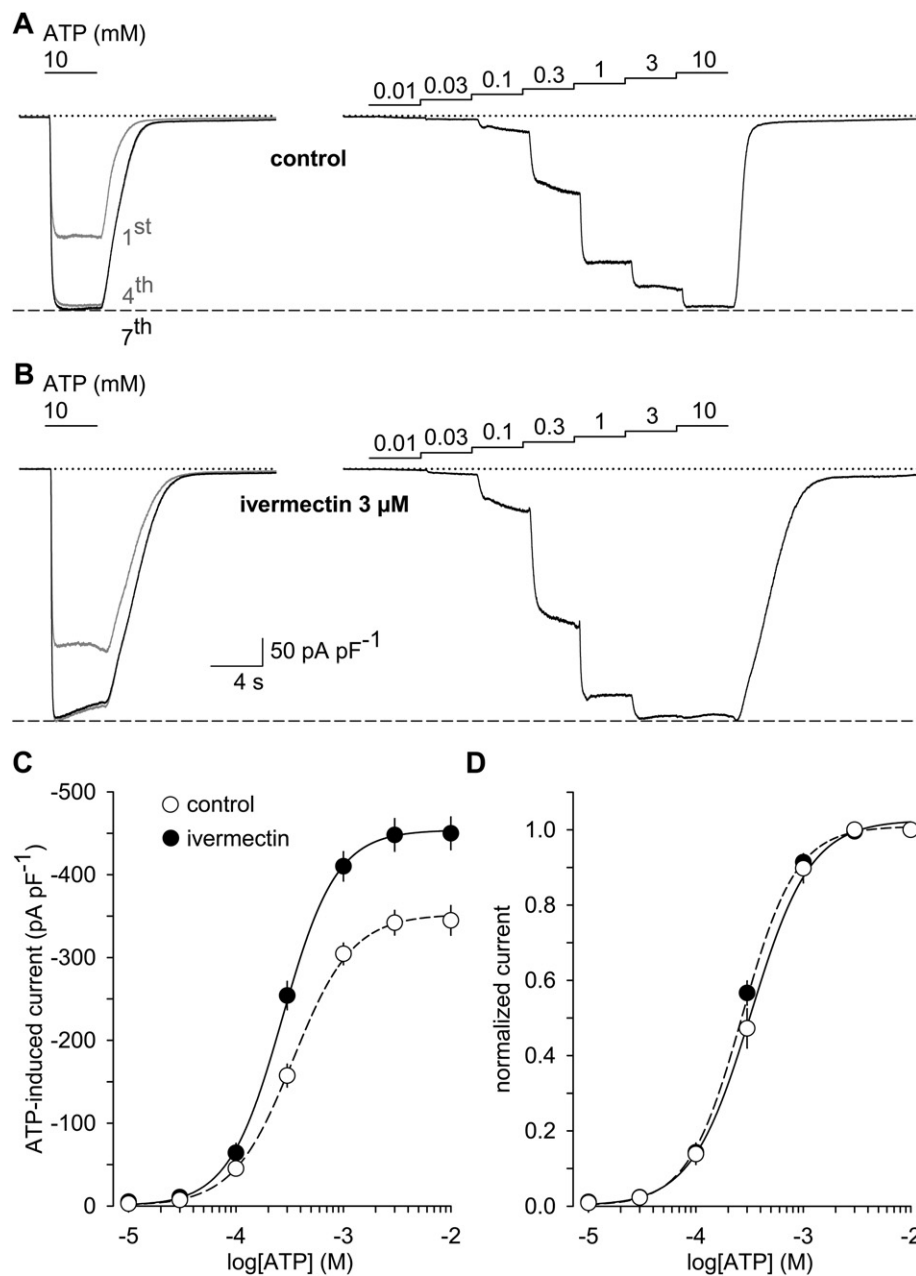 A
ATP (mM)
10
0.01 0.03 0.1 0.3 1 3 10
control
1st
4th
7th
B
ATP (mM)
10
0.01 0.03 0.1 0.3 1 3 10
ivermectin 3 µM
50 pA pF-1
4 s
C
ATP-induced current (pA pF-1)
-500
-400
-300
-200
-100
0
control
ivermectin
-5 -4 -3 -2
log[ATP] (M)
D
normalized current
1.0
0.8
0.6
0.4
0.2
0.0
-5 -4 -3 -2
log[ATP] (M)